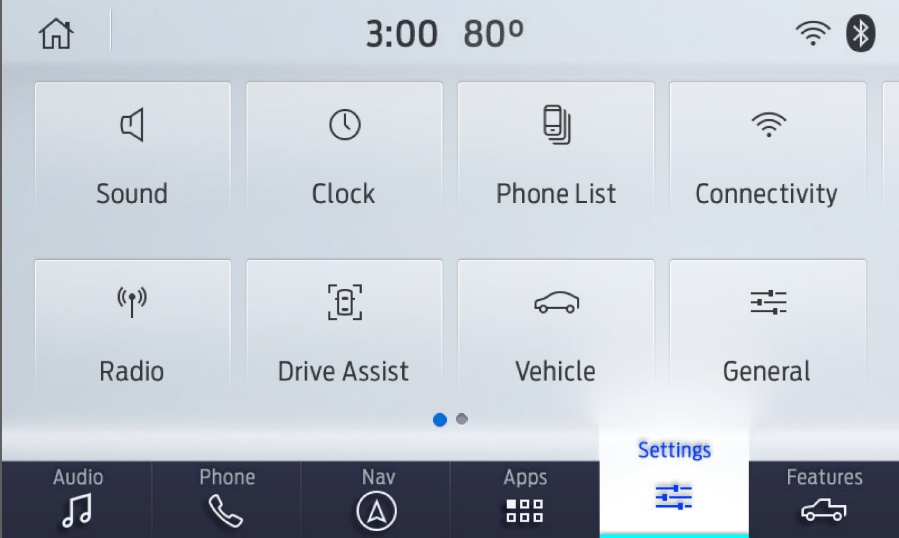 3:00 80º
Sound Clock Phone List Connectivity
Radio Drive Assist Vehicle General
Audio Phone Nav Apps Settings Features